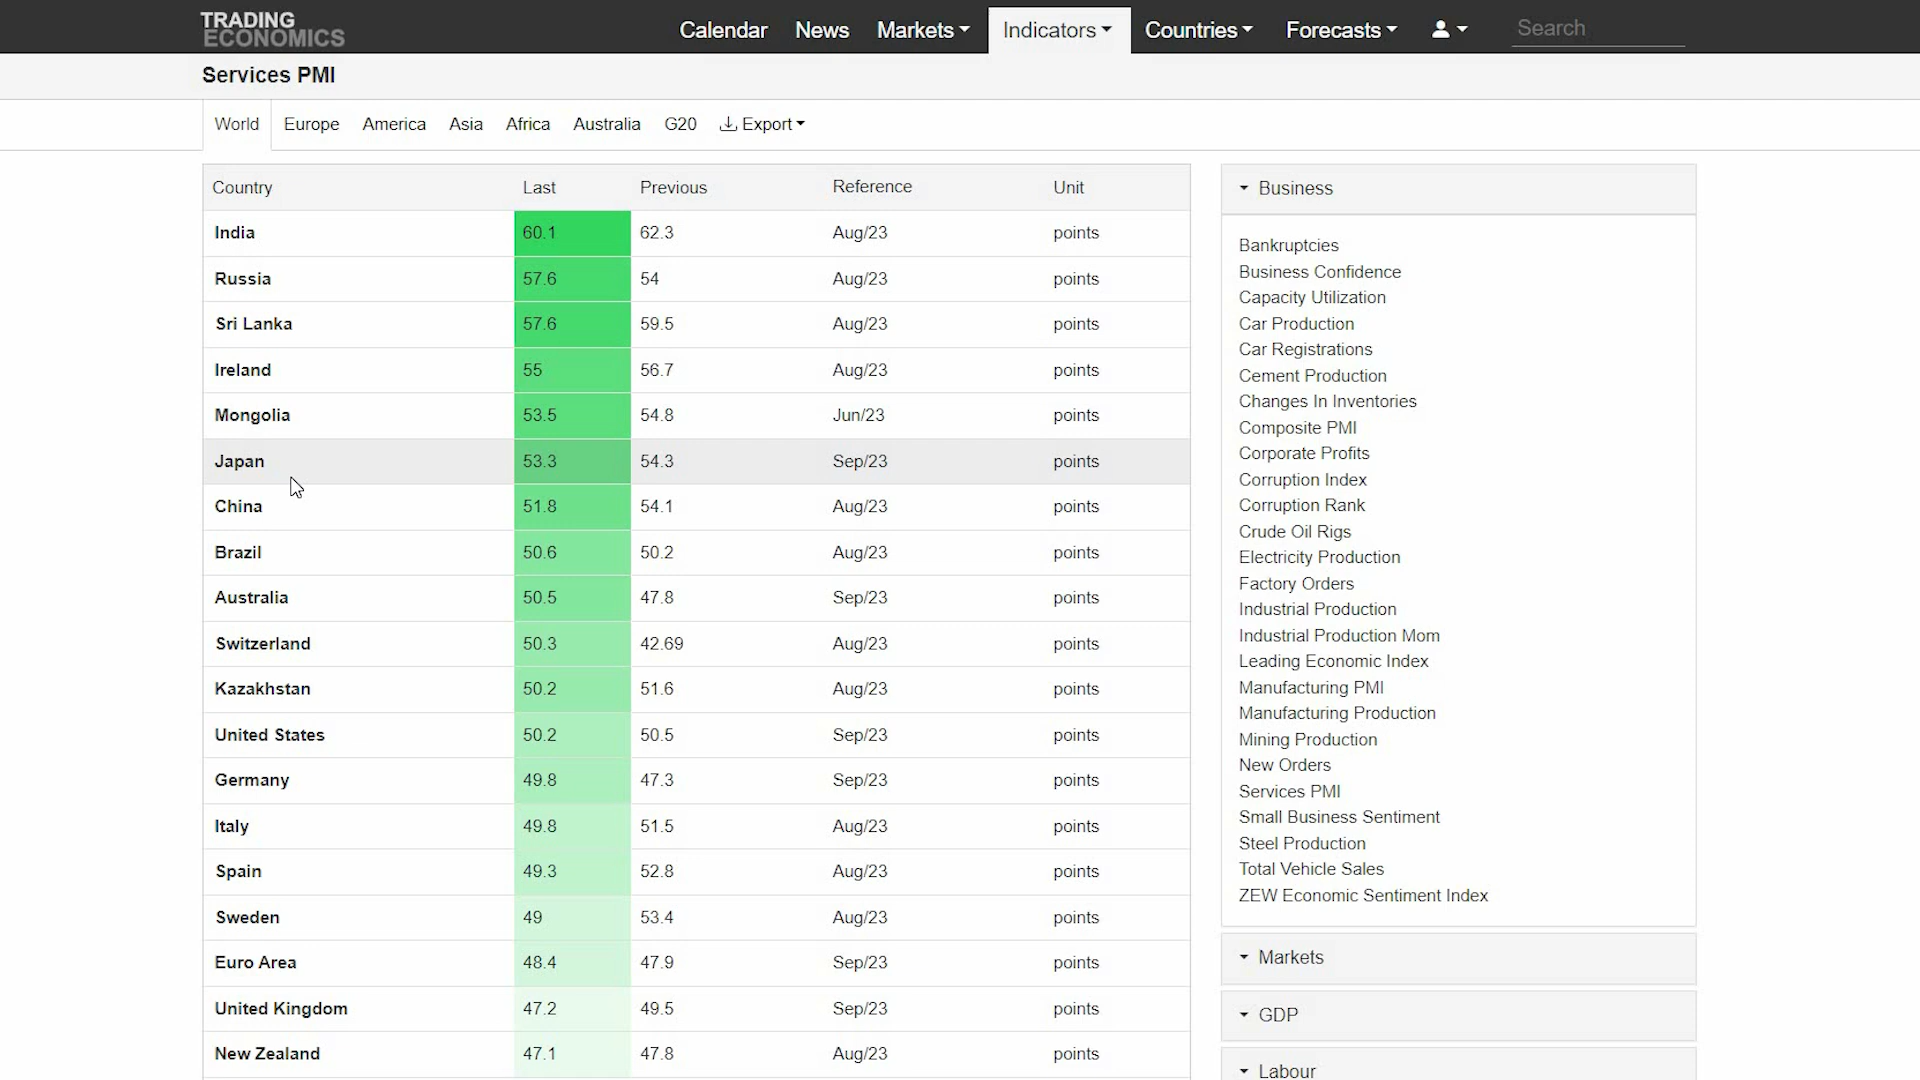 TRADING
ECONOMICS
Calendar News Markets Indicators Countries Forecasts Search
Services PMI
World Europe America Asia Africa Australia G20 Export
Country Last Previous Reference Unit
India 60.1 62.3 Aug/23 points
Russia 57.6 54 Aug/23 points
Sri Lanka 57.6 59.5 Aug/23 points
Ireland 55 56.7 Aug/23 points
Mongolia 53.5 54.8 Jun/23 points
Japan 53.3 54.3 Sep/23 points
China 51.8 54.1 Aug/23 points
Brazil 50.6 50.2 Aug/23 points
Australia 50.5 47.8 Sep/23 points
Switzerland 50.3 42.69 Aug/23 points
Kazakhstan 50.2 51.6 Aug/23 points
United States 50.2 50.5 Sep/23 points
Germany 49.8 47.3 Sep/23 points
Italy 49.8 51.5 Aug/23 points
Spain 49.3 52.8 Aug/23 points
Sweden 49 53.4 Aug/23 points
Euro Area 48.4 47.9 Sep/23 points
United Kingdom 47.2 49.5 Sep/23 points
New Zealand 47.1 47.8 Aug/23 points
Business
Bankruptcies
Business Confidence
Capacity Utilization
Car Production
Car Registrations
Cement Production
Changes In Inventories
Composite PMI
Corporate Profits
Corruption Index
Corruption Rank
Crude Oil Rigs
Electricity Production
Factory Orders
Industrial Production
Industrial Production Mom
Leading Economic Index
Manufacturing PMI
Manufacturing Production
Mining Production
New Orders
Services PMI
Small Business Sentiment
Steel Production
Total Vehicle Sales
ZEW Economic Sentiment Index
Markets
GDP
Labour